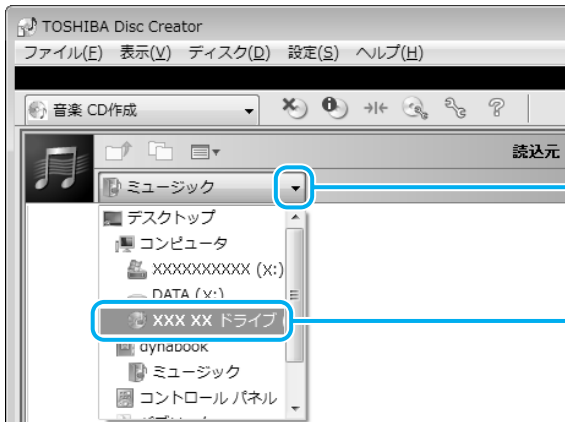 TOSHIBA Disc Creator
ファイル(F) 表示(V) ディスク(D) 設定(S) ヘルプ(H)
音楽 CD作成
読込元
ミュージック
デスクトップ
コンピュータ
XXXXXXXXXX (X:)
DATA (X:)
XXX XX ドライブ
dynabook
ミュージック
コントロール パネル